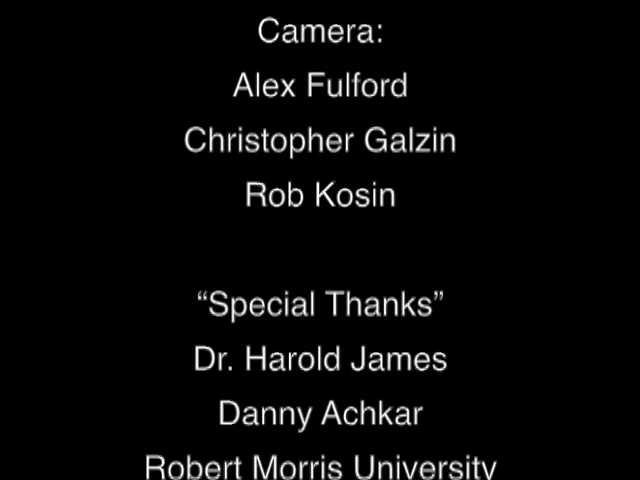 Camera:
Alex Fulford
Christopher Galzin
Rob Kosin
“Special Thanks”
Dr. Harold James
Danny Achkar
Robert Morris University